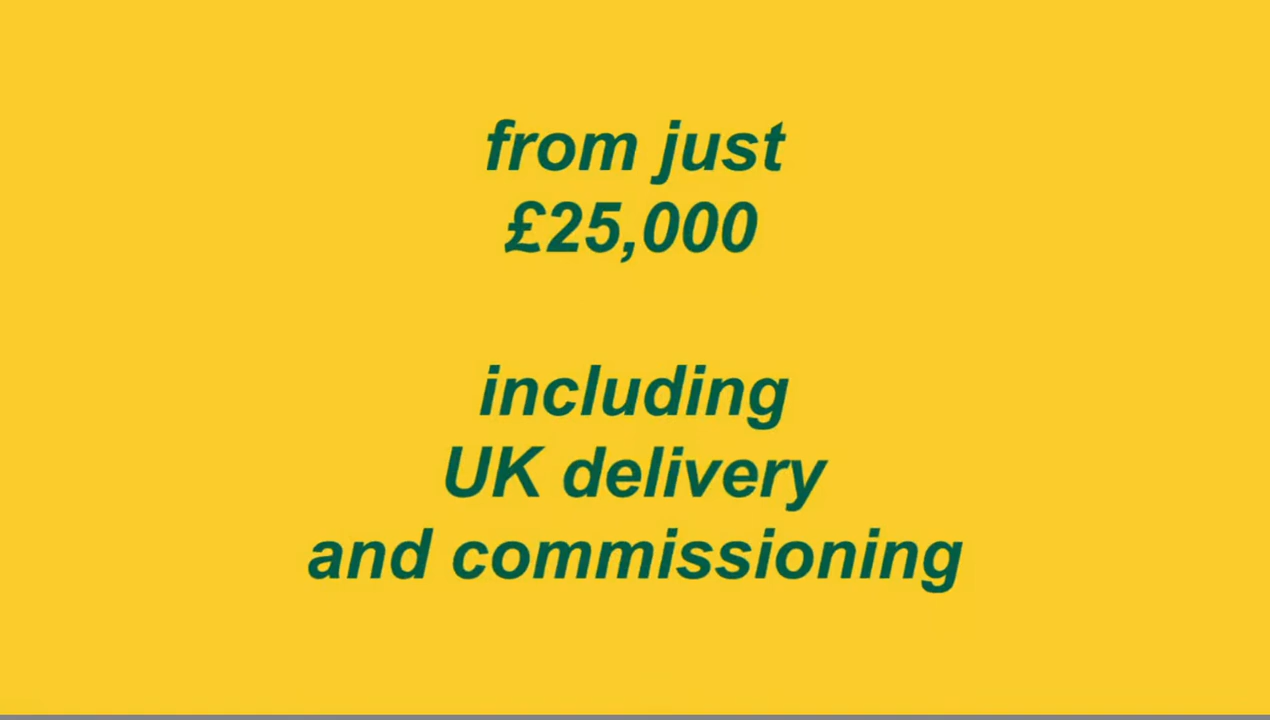 from just
£25,000
including
UK delivery
and commissioning